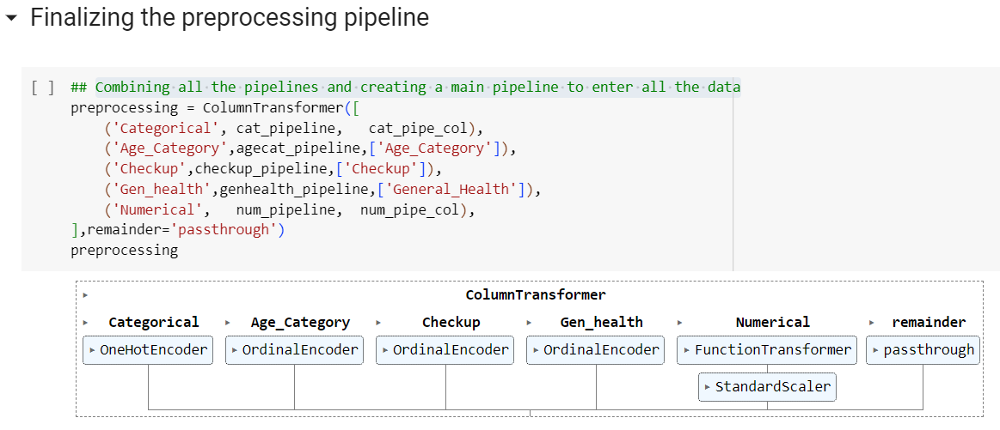 Finalizing the preprocessing pipeline
[ ] ## Combining all the pipelines and creating a main pipeline to enter all the data
preprocessing = ColumnTransformer([
('Categorical', cat_pipeline,   cat_pipe_col),
('Age_Category',agecat_pipeline,['Age_Category']),
('Checkup',checkup_pipeline,['Checkup']),
('Gen_health',genhealth_pipeline,['General_Health']),
('Numerical',   num_pipeline,  num_pipe_col),
],remainder='passthrough')
preprocessing
ColumnTransformer
Categorical Age_Category Checkup Gen_health Numerical remainder
OneHotEncoder OrdinalEncoder OrdinalEncoder OrdinalEncoder FunctionTransformer passthrough
StandardScaler